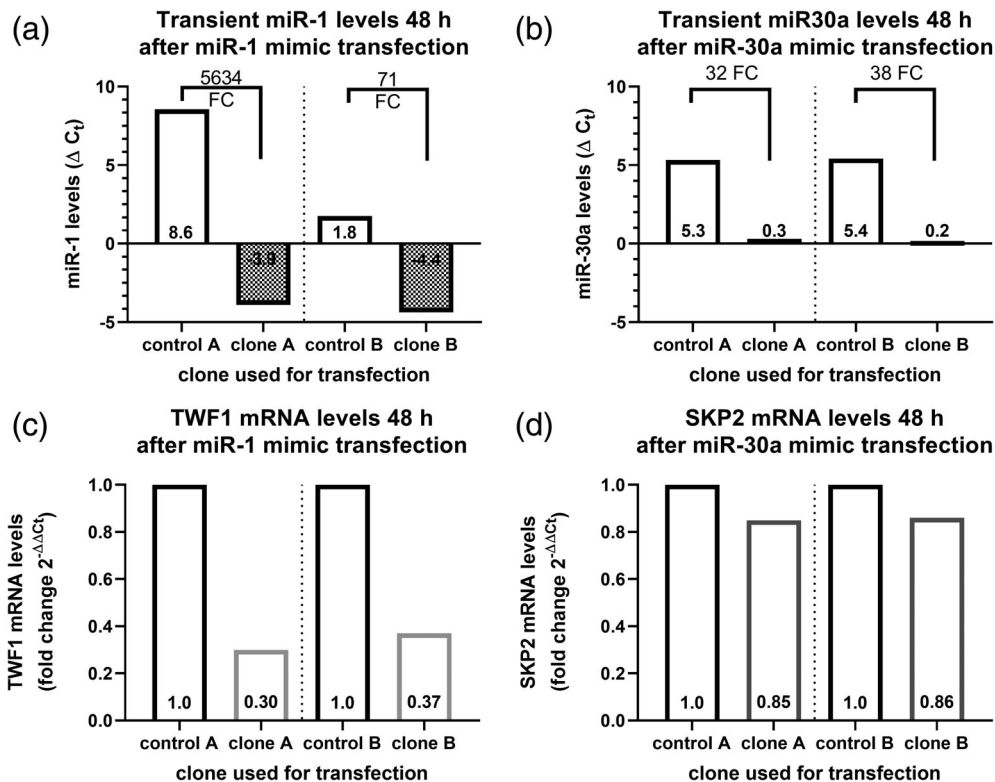 (a)
Transient miR-1 levels 48 h
after miR-1 mimic transfection
miR-1 levels (Δ Ct)
10
5
0
-5
5634
FC
71
FC
8.6
-3.9
1.8
-4.4
control A clone A control B clone B
clone used for transfection
(b)
Transient miR30a levels 48 h
after miR-30a mimic transfection
miR-30a levels (Δ Ct)
10
5
0
-5
32 FC
38 FC
5.3
0.3
5.4
0.2
control A clone A control B clone B
clone used for transfection
(c)
TWF1 mRNA levels 48 h
after miR-1 mimic transfection
TWF1 mRNA levels
(fold change 2-ΔΔCt)
1.0
0.8
0.6
0.4
0.2
0.0
1.0
0.30
1.0
0.37
control A clone A control B clone B
clone used for transfection
(d)
SKP2 mRNA levels 48 h
after miR-30a mimic transfection
SKP2 mRNA levels
(fold change 2-ΔΔCt)
1.0
0.8
0.6
0.4
0.2
0.0
1.0
0.85
1.0
0.86
control A clone A control B clone B
clone used for transfection